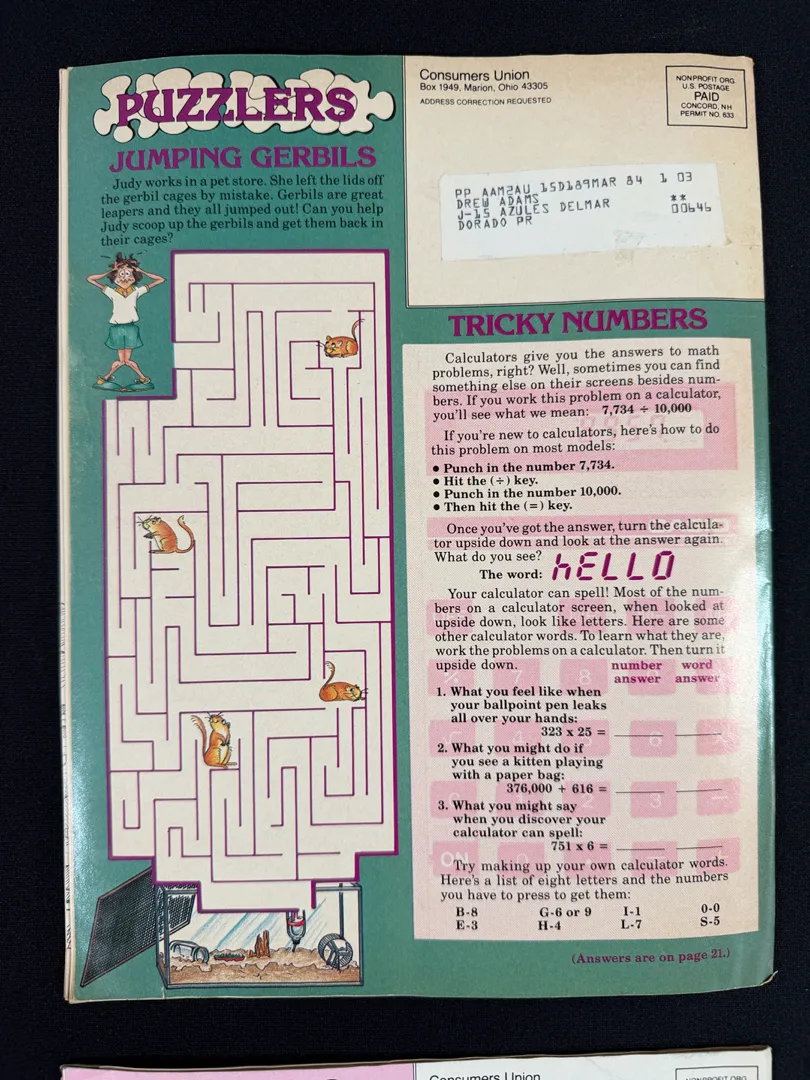 PUZZLERS
JUMPING GERBILS
Judy works in a pet store. She left the lids off
the gerbil cages by mistake. Gerbils are great
leapers and they all jumped out! Can you help
Judy scoop up the gerbils and get them back in
their cages?
Consumers Union
Box 1949, Marion, Ohio 43305
ADDRESS CORRECTION REQUESTED
NONPROFIT ORG.
U.S. POSTAGE
PAID
CONCORD, NH
PERMIT NO. 633
PP AAM2AU 15D189MAR 84 1 03
DREW ADAMS **
J-15 AZULES DELMAR 00646
DORADO PR
TRICKY NUMBERS
Calculators give you the answers to math
problems, right? Well, sometimes you can find
something else on their screens besides num-
bers. If you work this problem on a calculator,
you'll see what we mean: 7,734 ÷ 10,000
If you're new to calculators, here's how to do
this problem on most models:
• Punch in the number 7,734.
• Hit the (÷) key.
• Punch in the number 10,000.
• Then hit the (=) key.
Once you've got the answer, turn the calcula-
tor upside down and look at the answer again.
What do you see?
The word: hELLO
Your calculator can spell! Most of the num-
bers on a calculator screen, when looked at
upside down, look like letters. Here are some
other calculator words. To learn what they are,
work the problems on a calculator. Then turn it
upside down. number word
answer answer
1. What you feel like when
your ballpoint pen leaks
all over your hands:
323 x 25 =
2. What you might do if
you see a kitten playing
with a paper bag:
376,000 + 616 =
3. What you might say
when you discover your
calculator can spell:
751 x 6 =
Try making up your own calculator words.
Here's a list of eight letters and the numbers
you have to press to get them:
B-8 G-6 or 9 I-1 0-0
E-3 H-4 L-7 S-5
(Answers are on page 21.)
Consumers Union
NONPROFIT ORG.